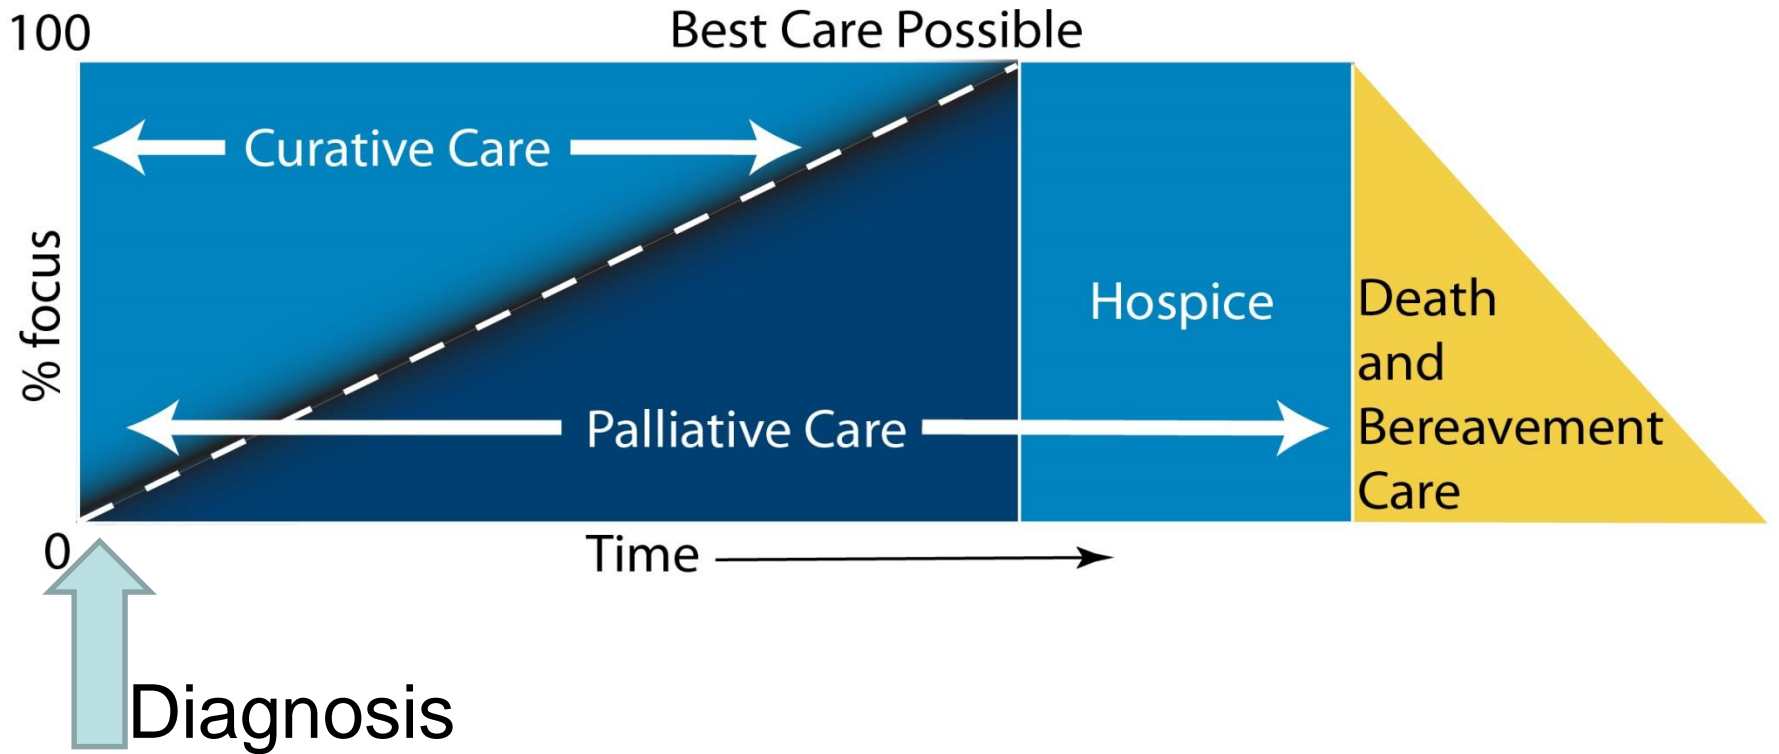 100
Best Care Possible
Curative Care
% focus
Hospice
Palliative Care
Death
and
Bereavement
Care
0
Time
Diagnosis